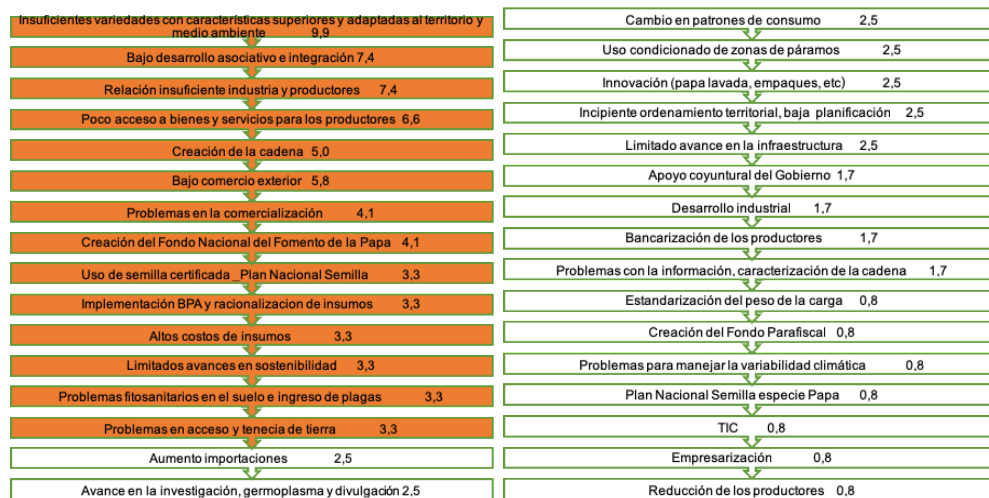 Insuficientes variedades con características superiores y adaptadas al territorio y
medio ambiente 9,9
Bajo desarrollo asociativo e integración 7,4
Relación insuficiente industria y productores 7,4
Poco acceso a bienes y servicios para los productores 6,6
Creación de la cadena 5,0
Bajo comercio exterior 5,8
Problemas en la comercialización 4,1
Creación del Fondo Nacional del Fomento de la Papa 4,1
Uso de semilla certificada _Plan Nacional Semilla 3,3
Implementación BPA y racionalizacion de insumos 3,3
Altos costos de insumos 3,3
Limitados avances en sostenibilidad 3,3
Problemas fitosanitarios en el suelo e ingreso de plagas 3,3
Problemas en acceso y tenecia de tierra 3,3
Aumento importaciones 2,5
Avance en la investigación, germoplasma y divulgación 2,5
Cambio en patrones de consumo 2,5
Uso condicionado de zonas de páramos 2,5
Innovación (papa lavada, empaques, etc) 2,5
Incipiente ordenamiento territorial, baja planificación 2,5
Limitado avance en la infraestructura 2,5
Apoyo coyuntural del Gobierno 1,7
Desarrollo industrial 1,7
Bancarización de los productores 1,7
Problemas con la información, caracterización de la cadena 1,7
Estandarización del peso de la carga 0,8
Creación del Fondo Parafiscal 0,8
Problemas para manejar la variabilidad climática 0,8
Plan Nacional Semilla especie Papa 0,8
TIC 0,8
Empresarización 0,8
Reducción de los productores 0,8